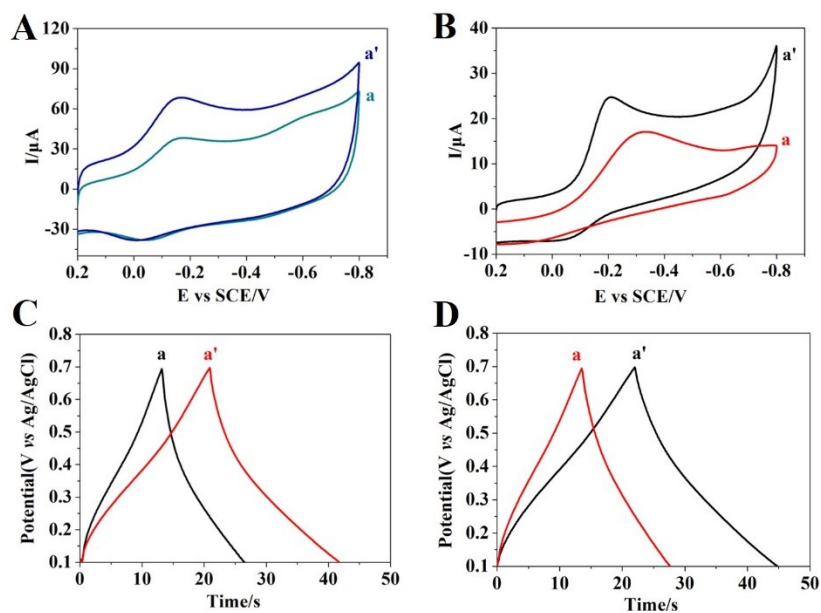 A
I/μA
120
90
60
30
0
-30
0.2 0.0 -0.2 -0.4 -0.6 -0.8
E vs SCE/V
a'
a
B
I/μA
40
30
20
10
0
-10
0.2 0.0 -0.2 -0.4 -0.6 -0.8
E vs SCE/V
a'
a
C
Potential(V vs Ag/AgCl)
0.8
0.7
0.6
0.5
0.4
0.3
0.2
0.1
0 10 20 30 40 50
Time/s
a a'
D
Potential(V vs Ag/AgCl)
0.8
0.7
0.6
0.5
0.4
0.3
0.2
0.1
0 10 20 30 40 50
Time/s
a a'